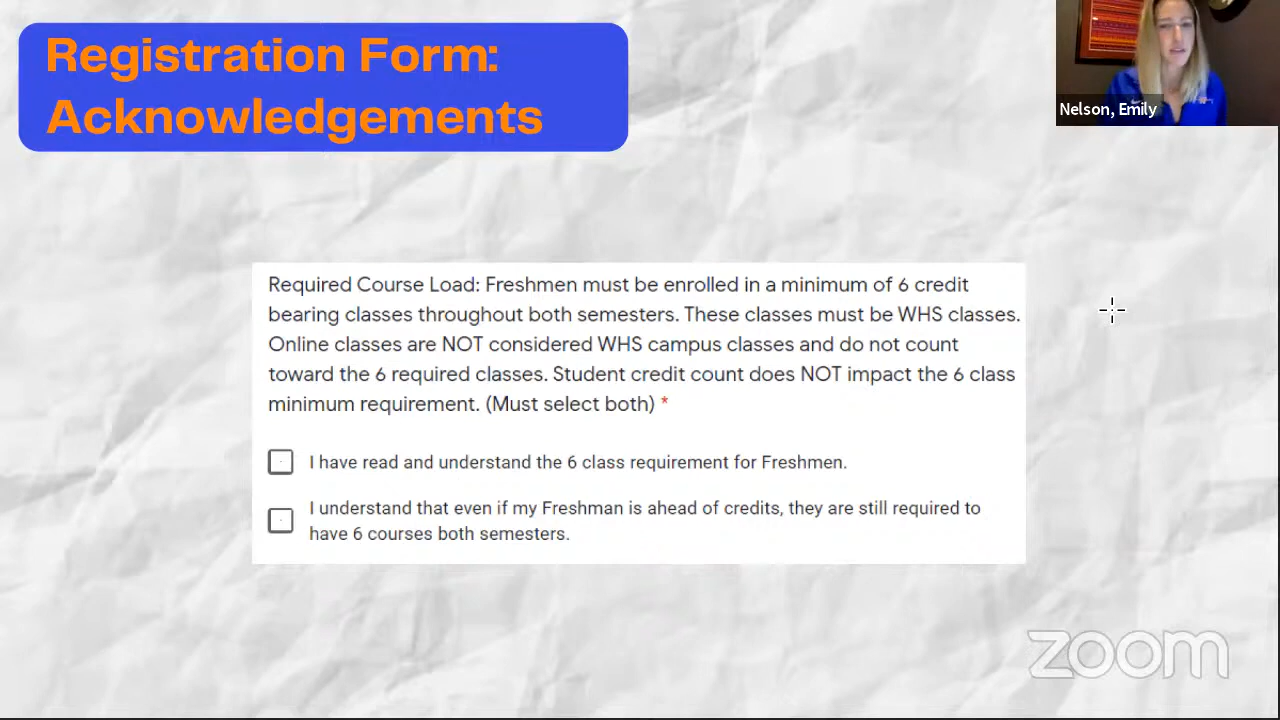 Registration Form:
Acknowledgements
Nelson, Emily
Required Course Load: Freshmen must be enrolled in a minimum of 6 credit
bearing classes throughout both semesters. These classes must be WHS classes.
Online classes are NOT considered WHS campus classes and do not count
toward the 6 required classes. Student credit count does NOT impact the 6 class
minimum requirement. (Must select both) *
I have read and understand the 6 class requirement for Freshmen.
I understand that even if my Freshman is ahead of credits, they are still required to
have 6 courses both semesters.
zoom